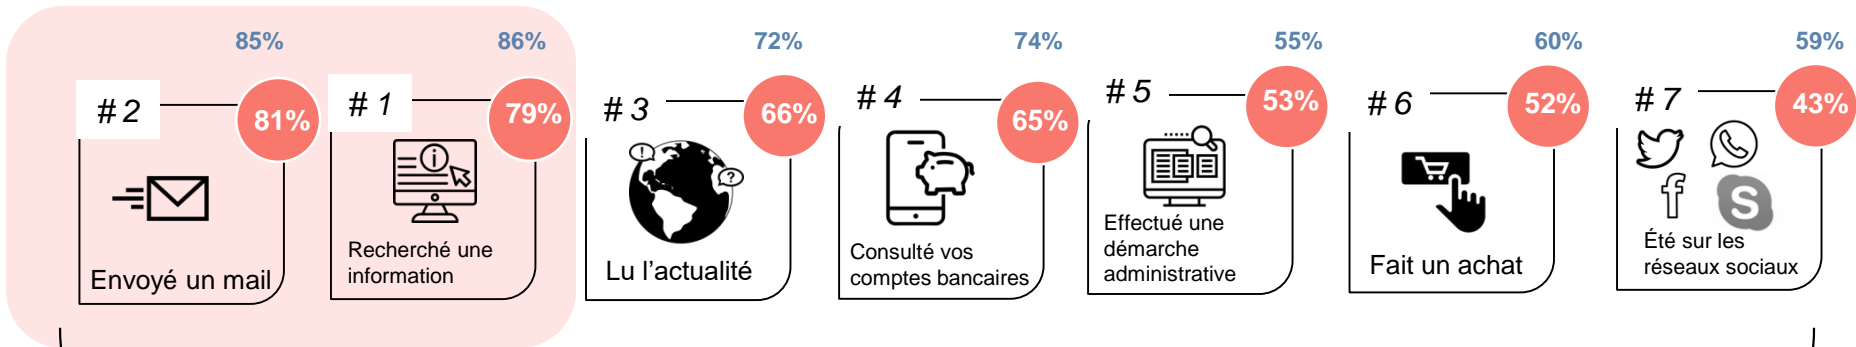 85%
# 2
81%
Envoyé un mail
86%
# 1
79%
Recherché une
information
72%
# 3
66%
Lu l'actualité
74%
# 4
65%
Consulté vos
comptes bancaires
55%
# 5
53%
Effectué une
démarche
administrative
60%
# 6
52%
Fait un achat
59%
# 7
43%
Été sur les
réseaux sociaux